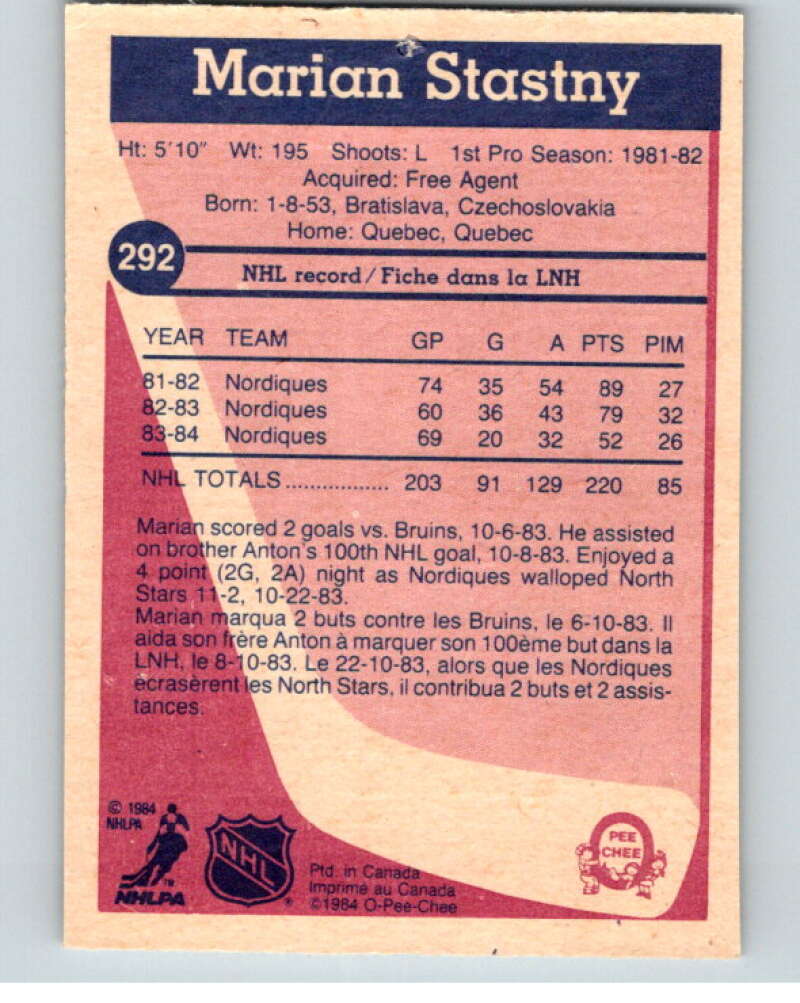 Marian Stastny
Ht: 5'10" Wt: 195 Shoots: L 1st Pro Season: 1981-82
Acquired: Free Agent
Born: 1-8-53, Bratislava, Czechoslovakia
Home: Quebec, Quebec
292
NHL record/Fiche dans la LNH
YEAR TEAM GP G A PTS PIM
81-82 Nordiques 74 35 54 89 27
82-83 Nordiques 60 36 43 79 32
83-84 Nordiques 69 20 32 52 26
NHL TOTALS ................ 203 91 129 220 85
Marian scored 2 goals vs. Bruins, 10-6-83. He assisted
on brother Anton's 100th NHL goal, 10-8-83. Enjoyed a
4 point (2G, 2A) night as Nordiques walloped North
Stars 11-2, 10-22-83.
Marian marqua 2 buts contre les Bruins, le 6-10-83. Il
aida son frère Anton à marquer son 100ème but dans la
LNH, le 8-10-83. Le 22-10-83, alors que les Nordiques
ecrasèrent les North Stars, il contribua 2 buts et 2 assis-
tances.
© 1984
NHLPA
TM
NHLPA
NHL
®
Ptd. in Canada
Imprimé au Canada
©1984 O-Pee-Chee
PEE
CHEE